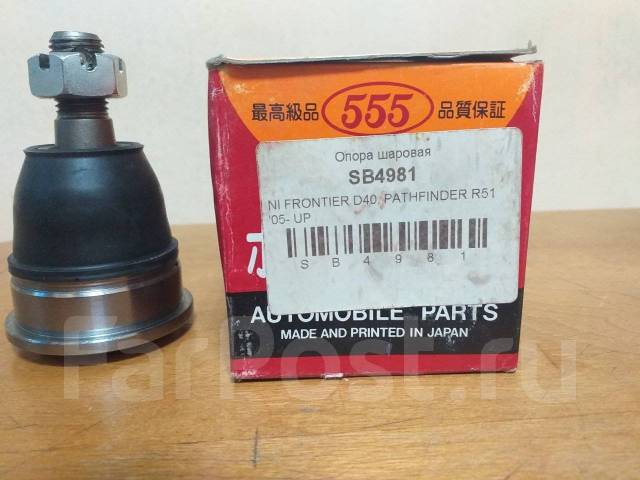 最高級品 555 品質保証
Опора шаровая
SB4981
NI FRONTIER D40, PATHFINDER R51
'05- UP
S B 4 9 8 1
AUTOMOBILE PARTS
MADE AND PRINTED IN JAPAN
FarPost.ru